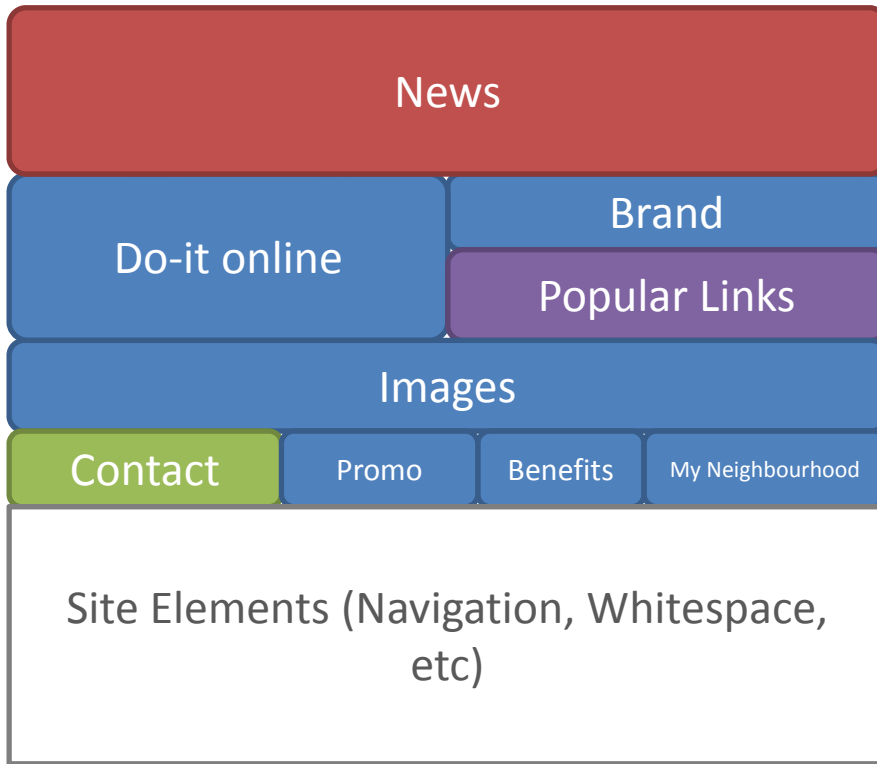 News
Do-it online
Brand
Popular Links
Images
Contact
Promo
Benefits
My Neighbourhood
Site Elements (Navigation, Whitespace,
etc)